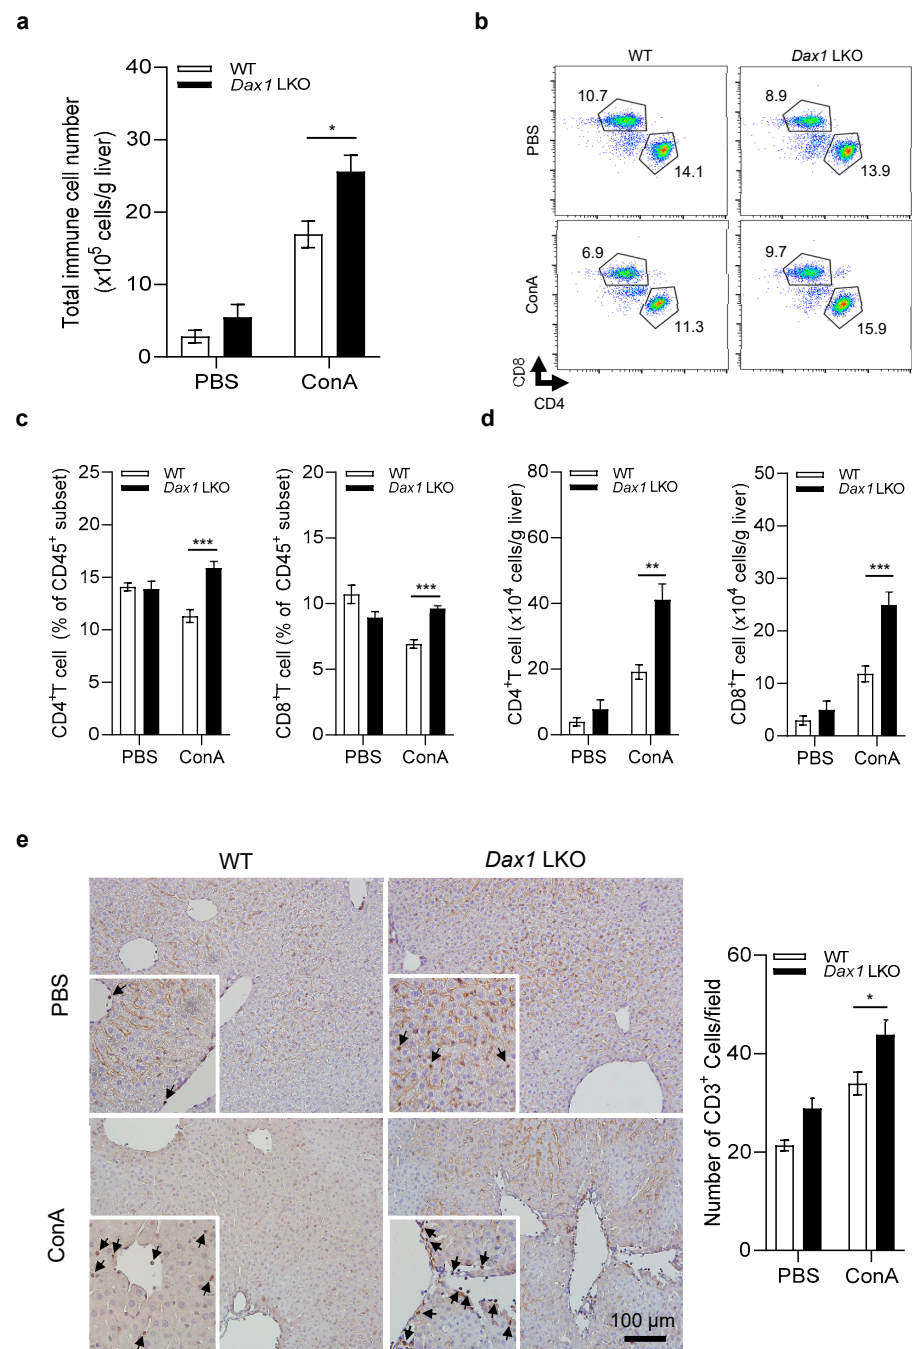 a
Total immune cell number
(x10⁵ cells/g liver)
40
30
20
10
0
WT
Dax1 LKO
*
PBS ConA
b
WT Dax1 LKO
PBS
10.7
14.1
8.9
13.9
ConA
6.9
11.3
9.7
15.9
CD8
CD4
c
CD4⁺T cell (% of CD45⁺ subset)
25
20
15
10
5
0
WT
Dax1 LKO
***
PBS ConA
CD8⁺T cell (% of CD45⁺ subset)
20
15
10
5
0
WT
Dax1 LKO
***
PBS ConA
d
CD4⁺T cell (x10⁴ cells/g liver)
80
60
40
20
0
WT
Dax1 LKO
**
PBS ConA
CD8⁺T cell (x10⁴ cells/g liver)
50
40
30
20
10
0
WT
Dax1 LKO
***
PBS ConA
e
WT Dax1 LKO
PBS
ConA
100 μm
Number of CD3⁺ Cells/field
60
40
20
0
WT
Dax1 LKO
*
PBS ConA